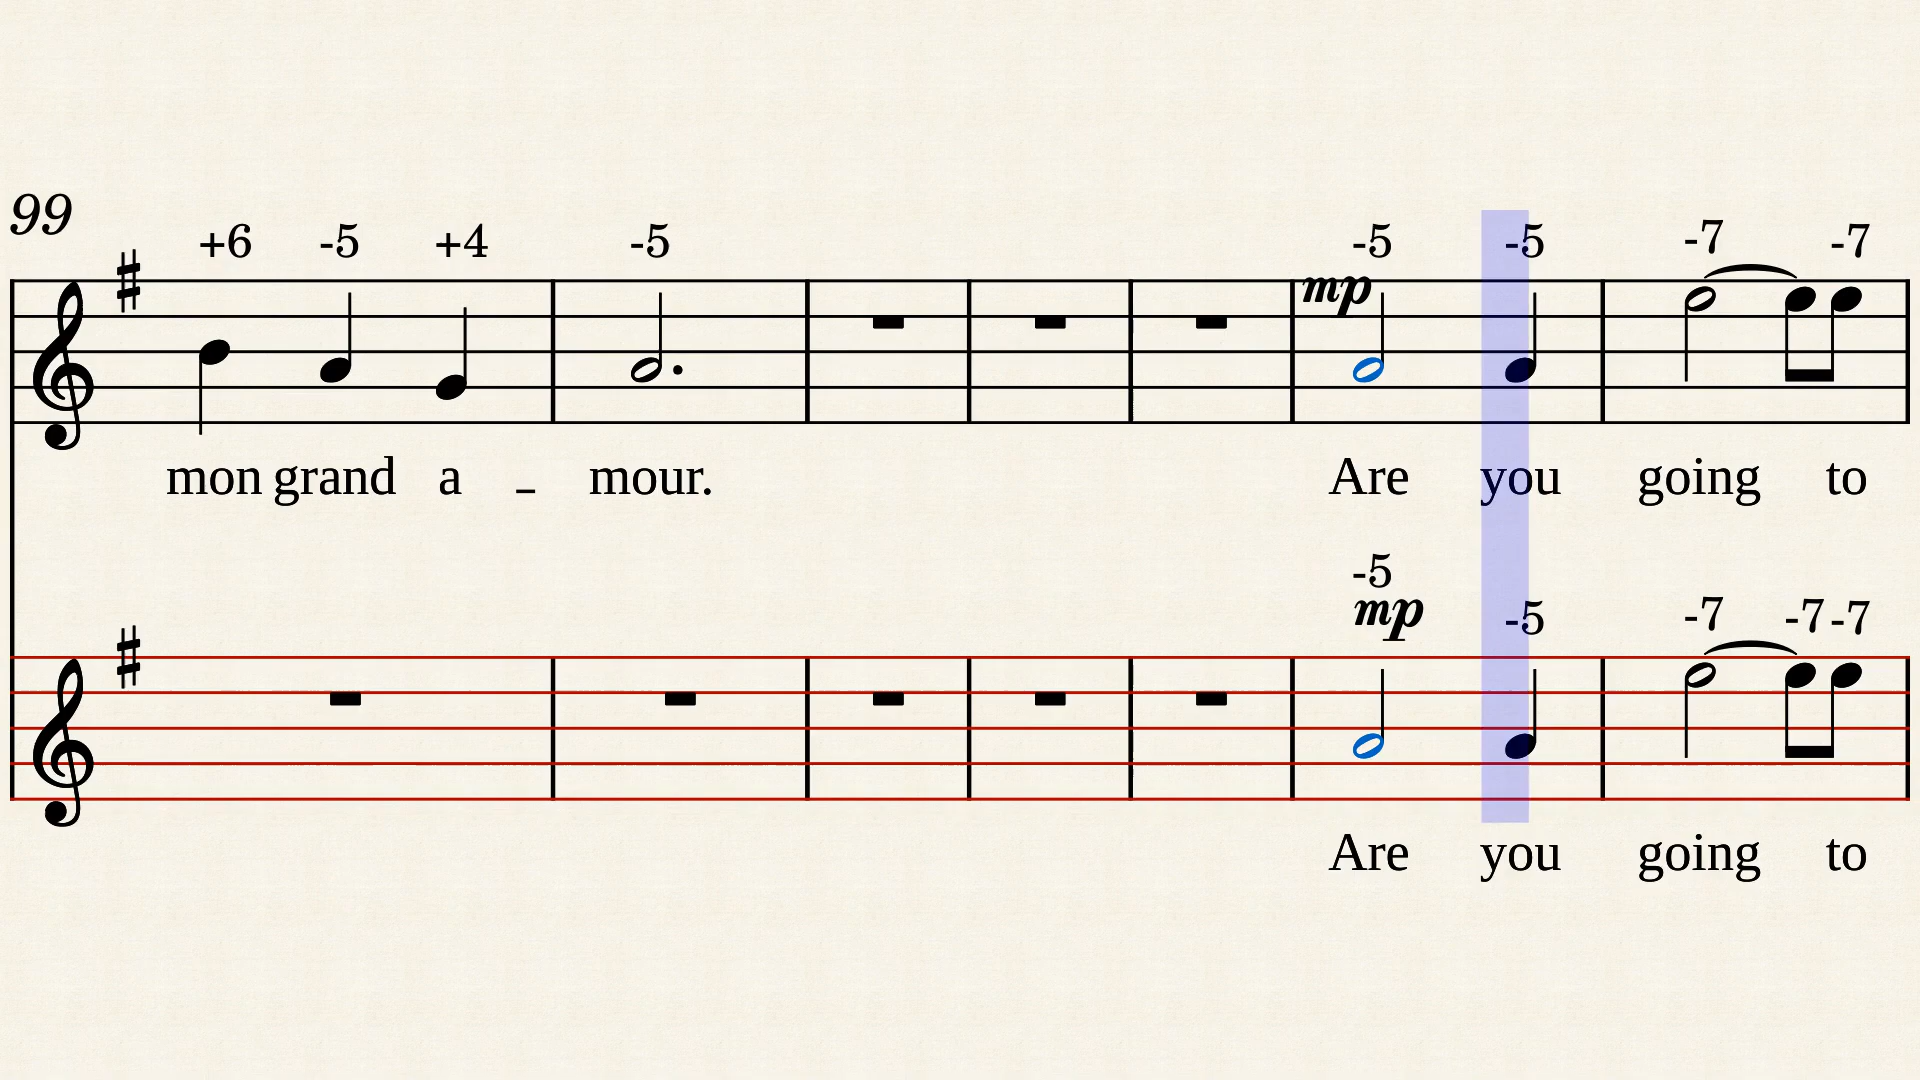 99
+6 -5 +4 -5 -5 -5 -7 -7
mp
mon grand a - mour. Are you going to
-5
mp -5 -7 -7 -7
Are you going to